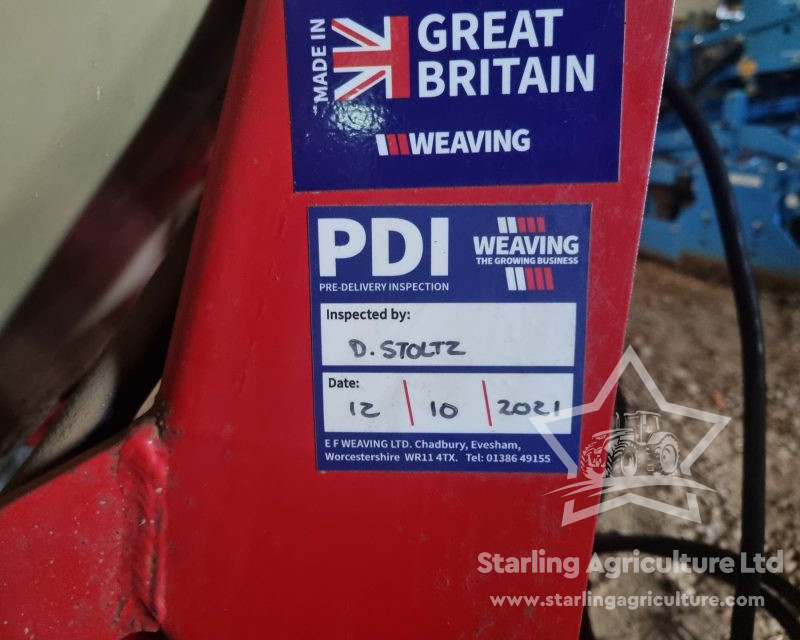 MADE IN
GREAT
BRITAIN
WEAVING
PDI
PRE-DELIVERY INSPECTION
WEAVING
THE GROWING BUSINESS
Inspected by:
D. STOLTZ
Date:
12 / 10 / 2021
E F WEAVING LTD. Chadbury, Evesham,
Worcestershire WR11 4TX. Tel: 01386 49155
Starling Agriculture Ltd
www.starlingagriculture.com